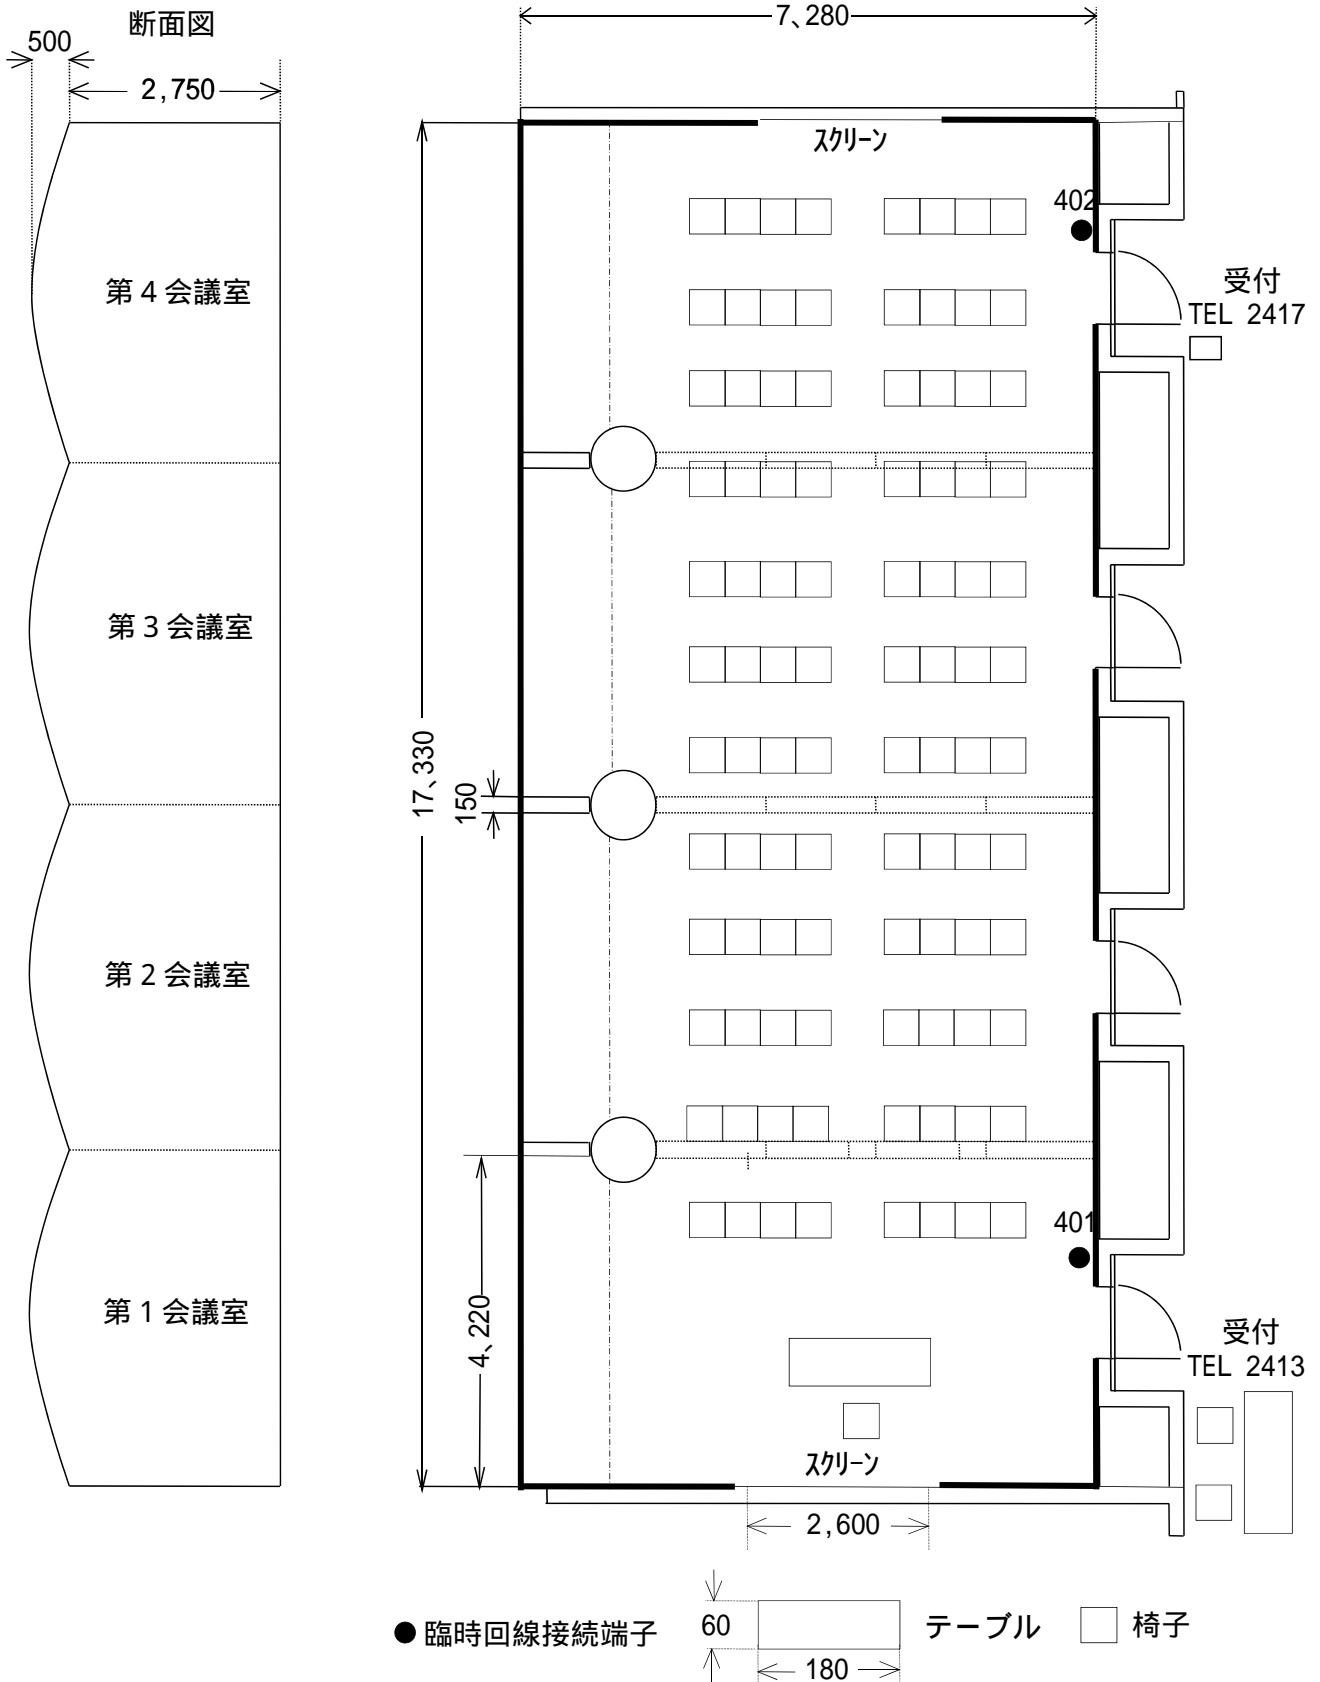 断面図
500
2,750
7、280
スクリーン
402
第4会議室
受付
TEL 2417
第3会議室
17、330
150
第2会議室
401
第1会議室
4、220
受付
TEL 2413
スクリーン
2,600
臨時回線接続端子
60
180
テーブル
椅子